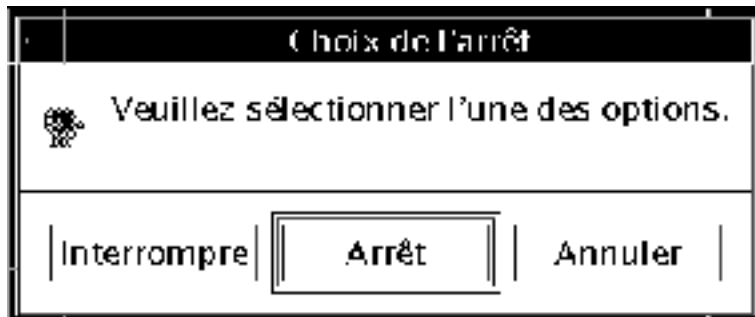 Choix de l'arrêt
Veuillez sélectionner l'une des options.
Interrompre Arrêt Annuler